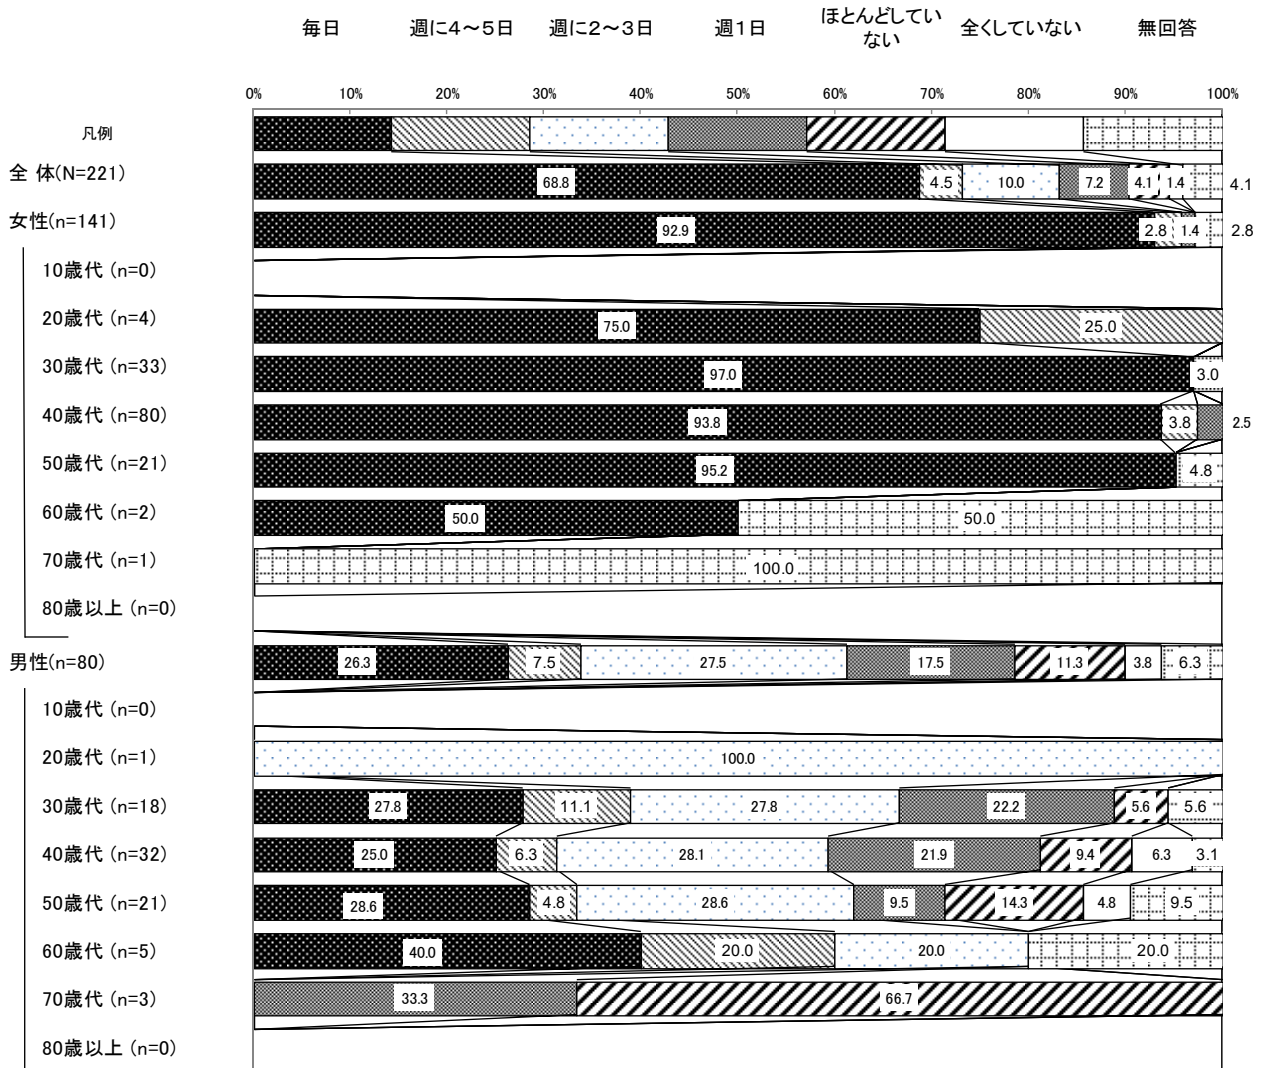 毎日 週に4～5日 週に2～3日 週1日 ほとんどしてい
ない 全くしていない 無回答
0% 10% 20% 30% 40% 50% 60% 70% 80% 90% 100%
凡例
全 体(N=221) 68.8 4.5 10.0 7.2 4.1 1.4 4.1
女性(n=141) 92.9 2.8 1.4 2.8
10歳代 (n=0)
20歳代 (n=4) 75.0 25.0
30歳代 (n=33) 97.0 3.0
40歳代 (n=80) 93.8 3.8 2.5
50歳代 (n=21) 95.2 4.8
60歳代 (n=2) 50.0 50.0
70歳代 (n=1) 100.0
80歳以上 (n=0)
男性(n=80) 26.3 7.5 27.5 17.5 11.3 3.8 6.3
10歳代 (n=0)
20歳代 (n=1) 100.0
30歳代 (n=18) 27.8 11.1 27.8 22.2 5.6 5.6
40歳代 (n=32) 25.0 6.3 28.1 21.9 9.4 6.3 3.1
50歳代 (n=21) 28.6 4.8 28.6 9.5 14.3 4.8 9.5
60歳代 (n=5) 40.0 20.0 20.0 20.0
70歳代 (n=3) 33.3 66.7
80歳以上 (n=0)